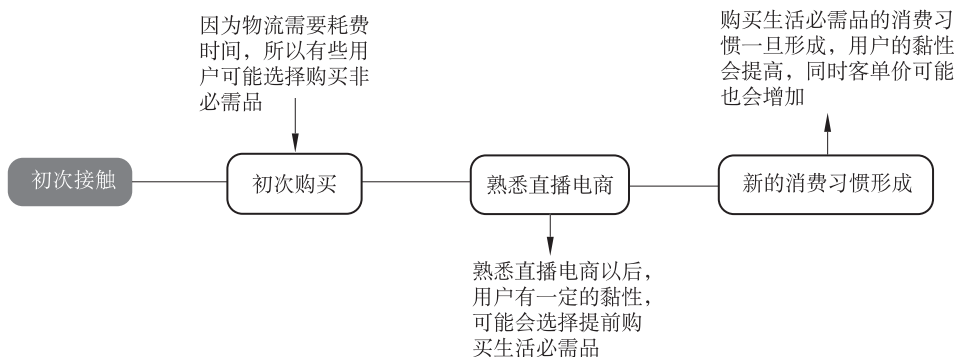 因为物流需要耗费
时间，所以有些用
户可能选择购买非
必需品
购买生活必需品的消费习
惯一旦形成，用户的黏性
会提高，同时客单价可能
也会增加
初次接触
初次购买
熟悉直播电商
新的消费习惯形成
熟悉直播电商以后，
用户有一定的黏性，
可能会选择提前购
买生活必需品